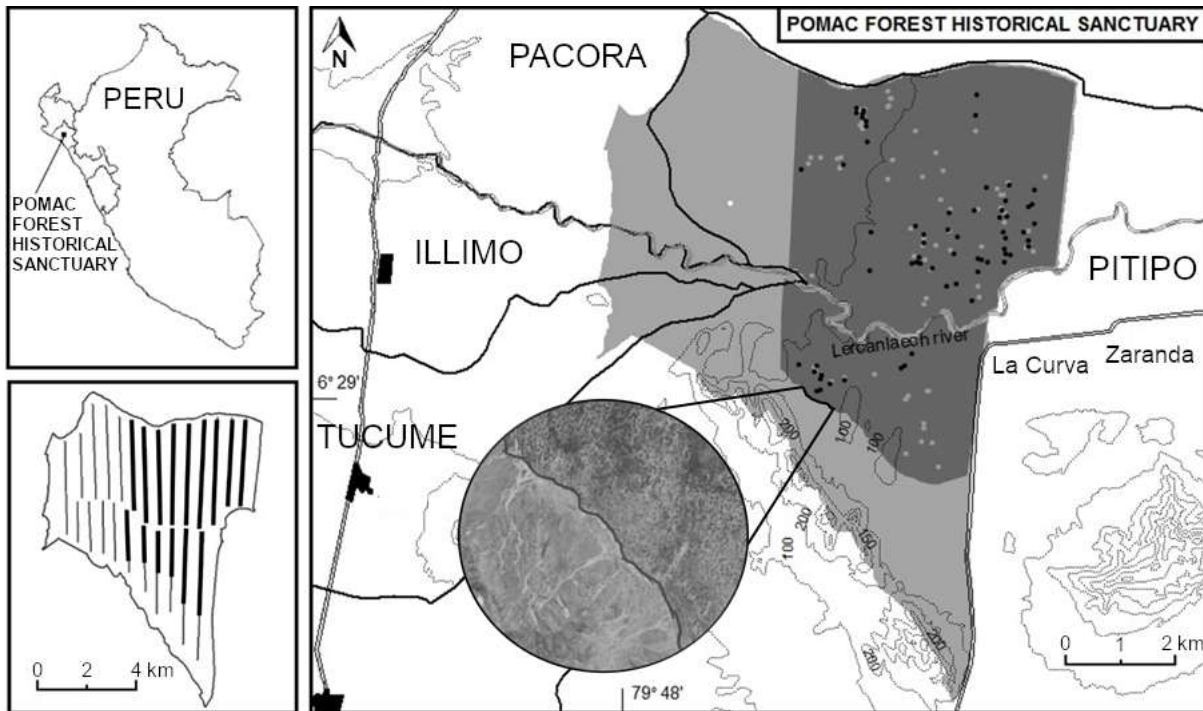 PERU
POMAC
FOREST
HISTORICAL
SANCTUARY
0 2 4 km
POMAC FOREST HISTORICAL SANCTUARY
N
PACORA
ILLIMO
PITIPO
Lercanlaech river
La Curva
Zaranda
6° 29'
TUCUME
200
100
100
200
100
150
200
200
79° 48'
0 1 2 km